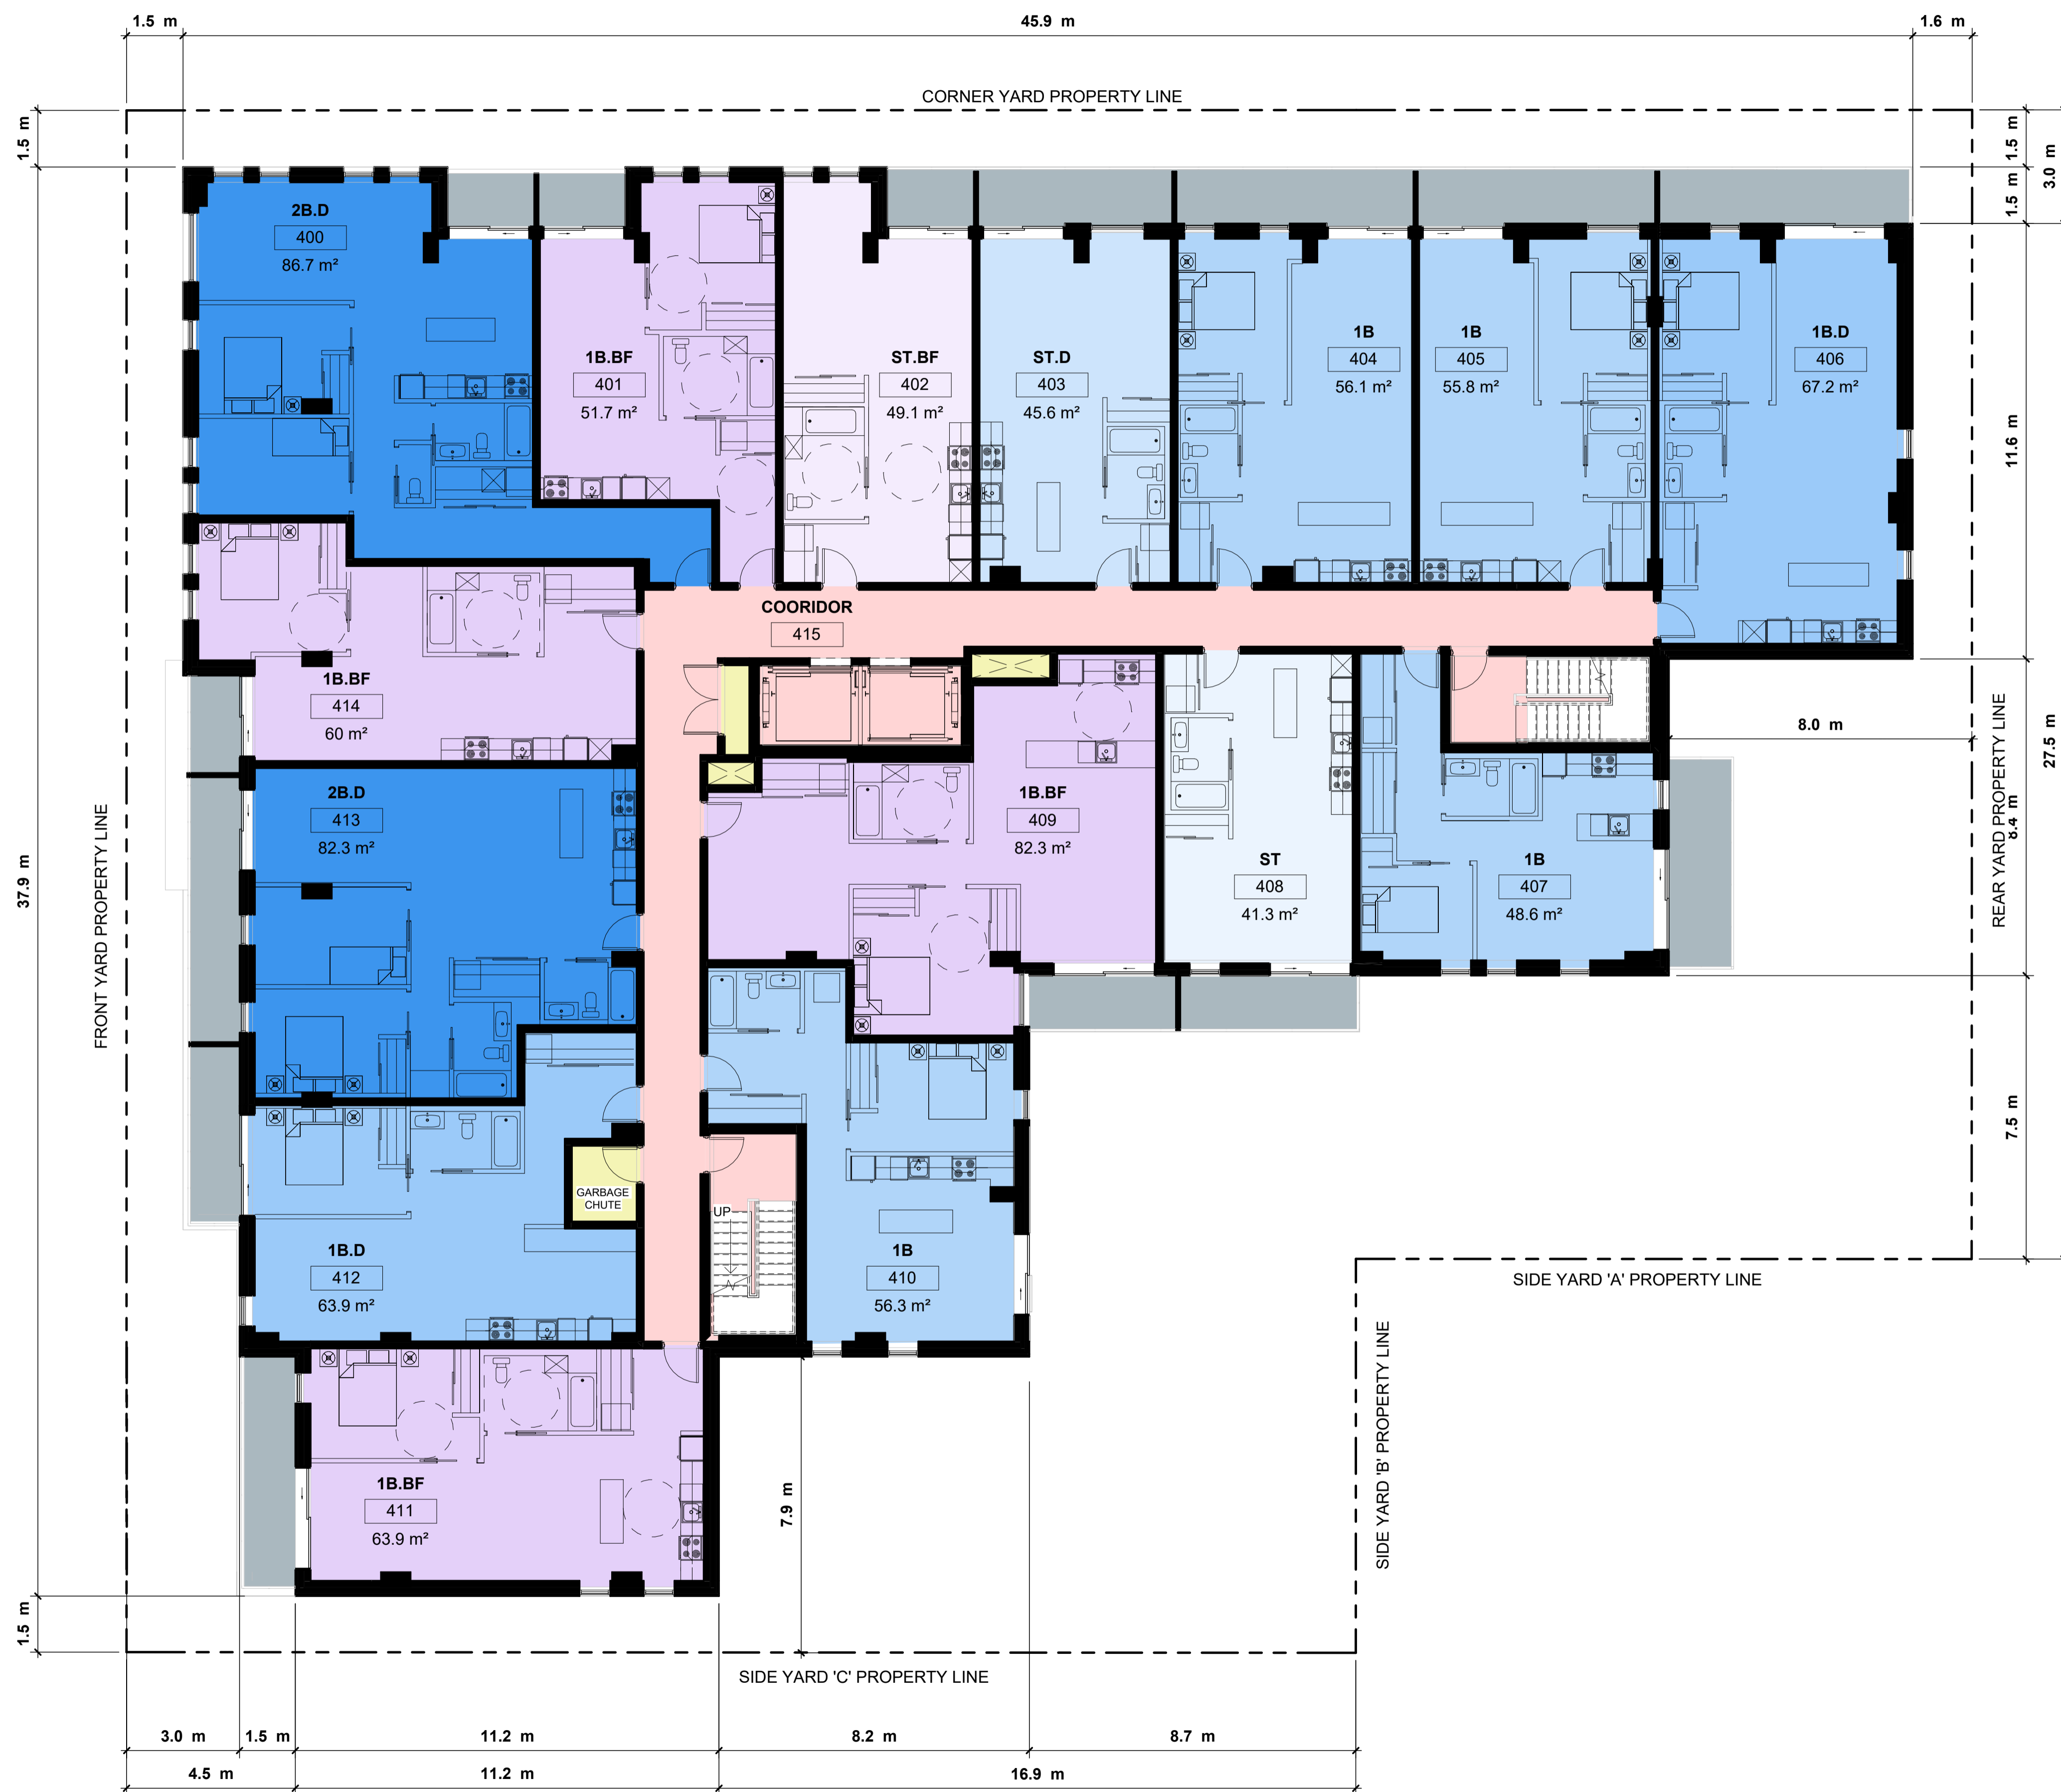 1.5 m
45.9 m
1.6 m
CORNER YARD PROPERTY LINE
1.5 m
1.5 m
3.0 m
1.5 m
2B.D
400
86.7 m²
1B.BF
401
51.7 m²
ST.BF
402
49.1 m²
ST.D
403
45.6 m²
1B
404
56.1 m²
1B
405
55.8 m²
1B.D
406
67.2 m²
11.6 m
COORIDOR
415
1B.BF
414
60 m²
8.0 m
REAR YARD PROPERTY LINE
27.5 m
8.4 m
2B.D
413
82.3 m²
1B.BF
409
82.3 m²
ST
408
41.3 m²
1B
407
48.6 m²
37.9 m
FRONT YARD PROPERTY LINE
7.5 m
GARBAGE
CHUTE
UP
1B.D
412
63.9 m²
1B
410
56.3 m²
SIDE YARD 'A' PROPERTY LINE
SIDE YARD 'B' PROPERTY LINE
1B.BF
411
63.9 m²
7.9 m
1.5 m
SIDE YARD 'C' PROPERTY LINE
3.0 m
1.5 m
11.2 m
8.2 m
8.7 m
4.5 m
11.2 m
16.9 m